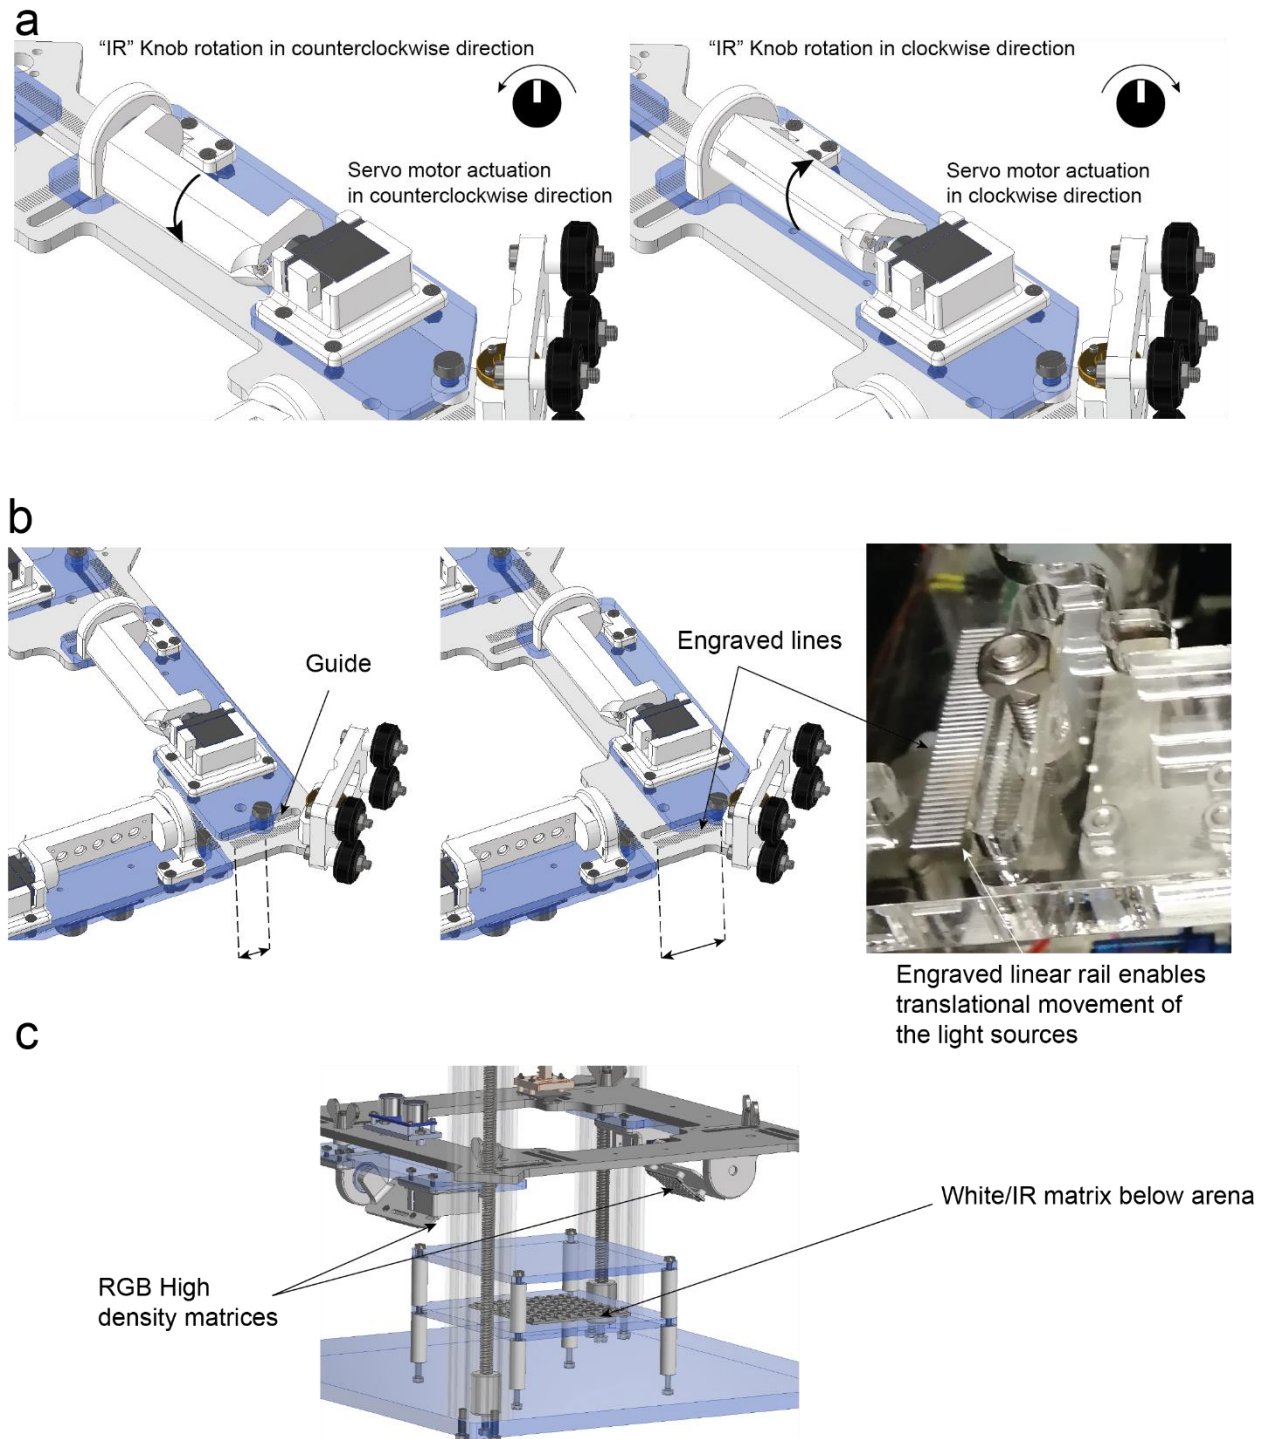 a
“IR” Knob rotation in counterclockwise direction
“IR” Knob rotation in clockwise direction
Servo motor actuation
in counterclockwise direction
Servo motor actuation
in clockwise direction
b
Guide
Engraved lines
Engraved linear rail enables
translational movement of
the light sources
c
White/IR matrix below arena
RGB High
density matrices